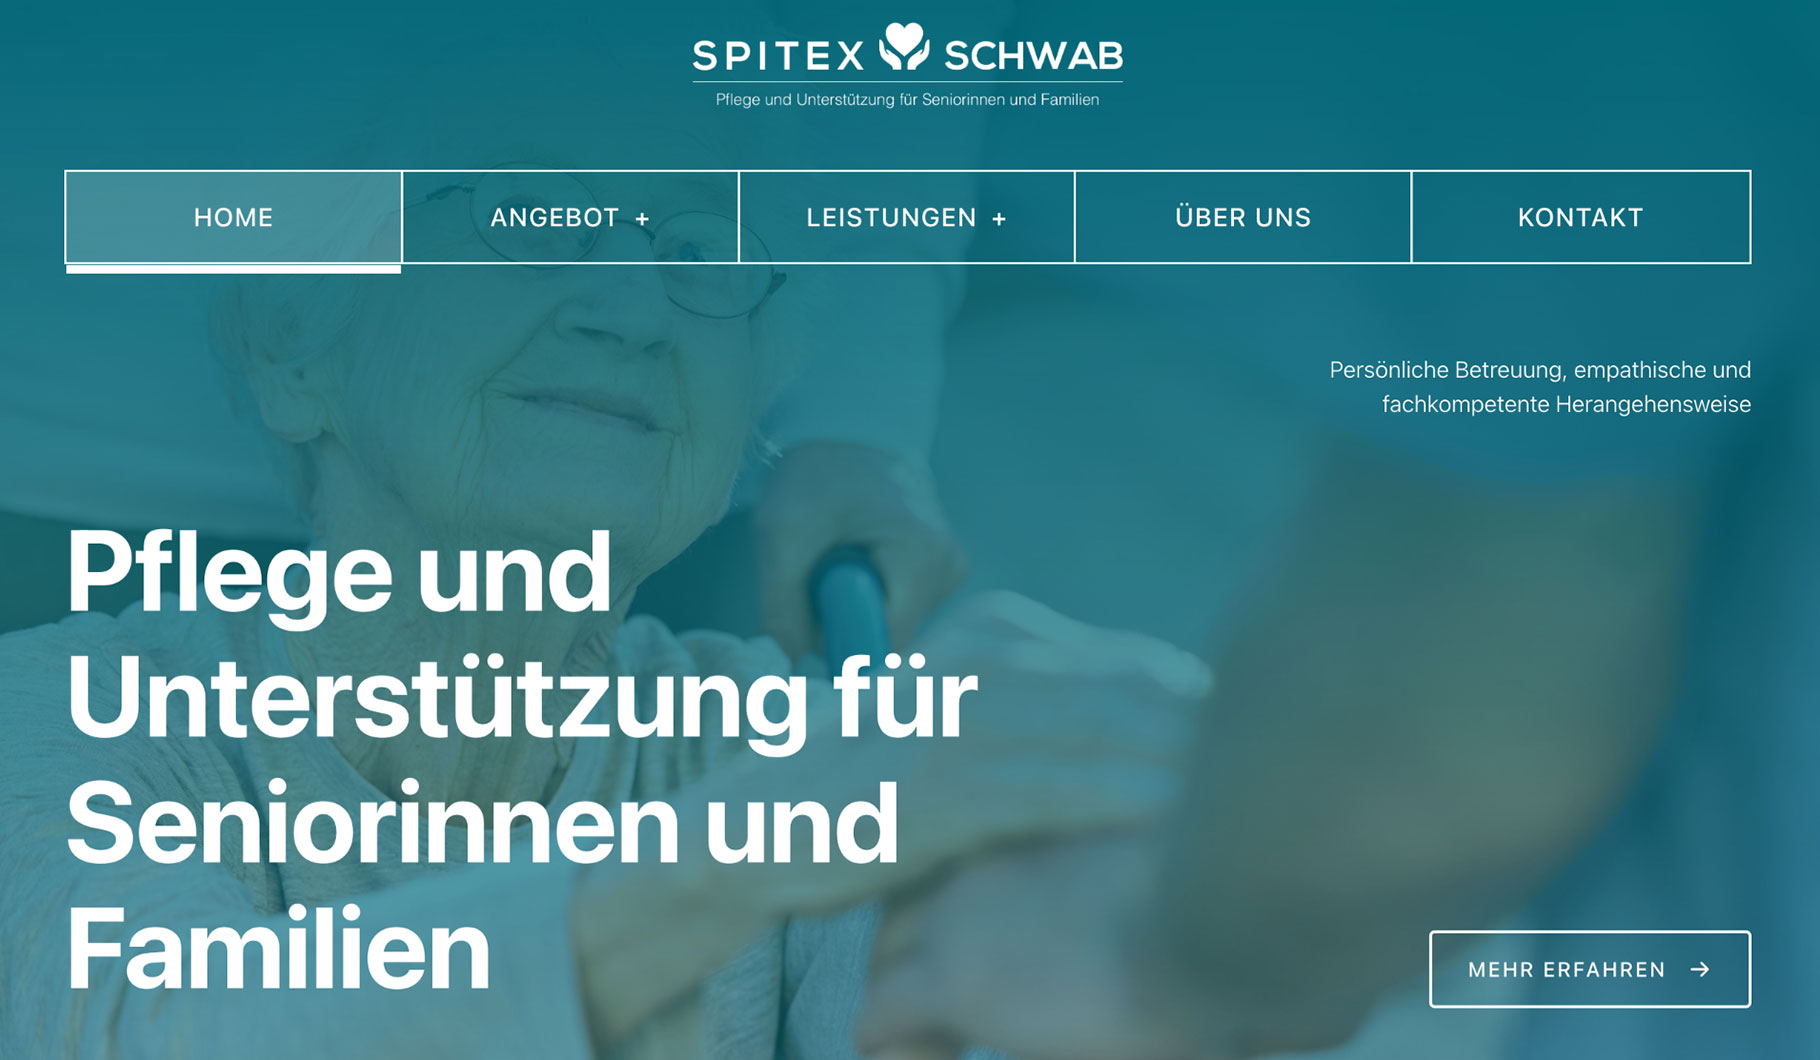 SPITEX SCHWAB
Pflege und Unterstützung für Seniorinnen und Familien
HOME
ANGEBOT +
LEISTUNGEN +
ÜBER UNS
KONTAKT
Persönliche Betreuung, empathische und
fachkompetente Herangehensweise
Pflege und
Unterstützung für
Seniorinnen und
Familien
MEHR ERFAHREN →